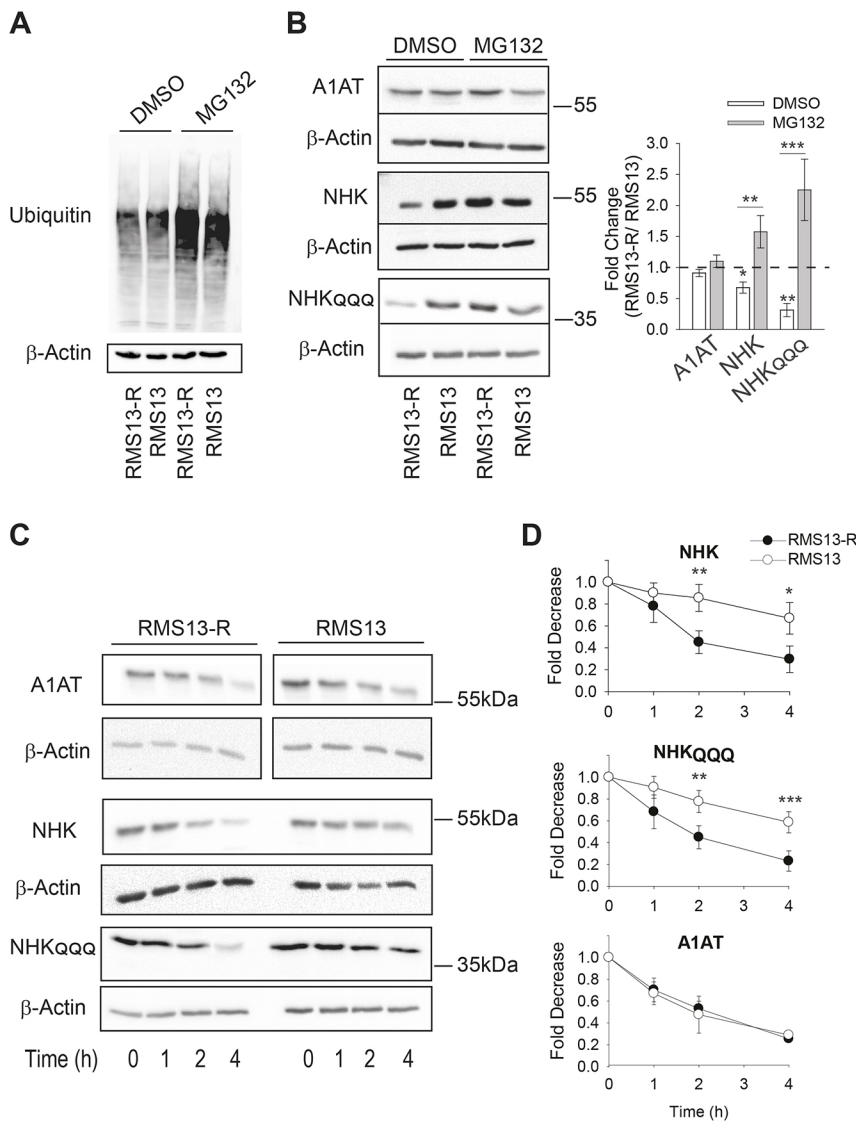 A
DMSO
MG132
Ubiquitin
β-Actin
RMS13-R
RMS13
RMS13-R
RMS13
B
DMSO
MG132
A1AT
55
β-Actin
NHK
55
β-Actin
NHKQQQ
35
β-Actin
RMS13-R
RMS13
RMS13-R
RMS13
DMSO
MG132
Fold Change
(RMS13-R/ RMS13)
3.0
2.5
2.0
1.5
1.0
0.5
0.0
*
**
**
***
A1AT
NHK
NHKQQQ
C
RMS13-R
RMS13
A1AT
55kDa
β-Actin
NHK
55kDa
β-Actin
NHKQQQ
35kDa
β-Actin
Time (h)
0
1
2
4
0
1
2
4
D
RMS13-R
RMS13
NHK
Fold Decrease
1.0
0.8
0.6
0.4
0.2
0.0
**
*
0
1
2
3
4
NHKQQQ
Fold Decrease
1.0
0.8
0.6
0.4
0.2
0.0
**
***
0
1
2
3
4
A1AT
Fold Decrease
1.0
0.8
0.6
0.4
0.2
0.0
0
1
2
3
4
Time (h)